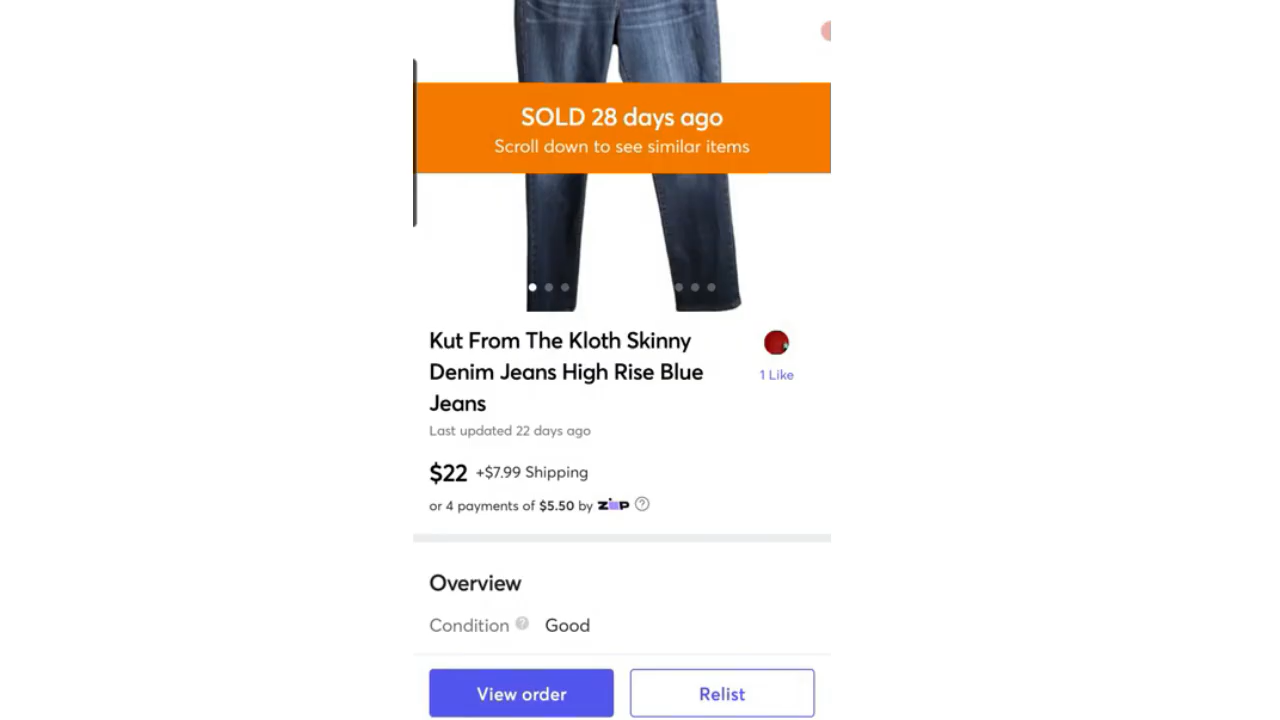 SOLD 28 days ago
Scroll down to see similar items
Kut From The Kloth Skinny
Denim Jeans High Rise Blue
Jeans
1 Like
Last updated 22 days ago
$22 +$7.99 Shipping
or 4 payments of $5.50 by ZIP ?
Overview
Condition ? Good
View order
Relist